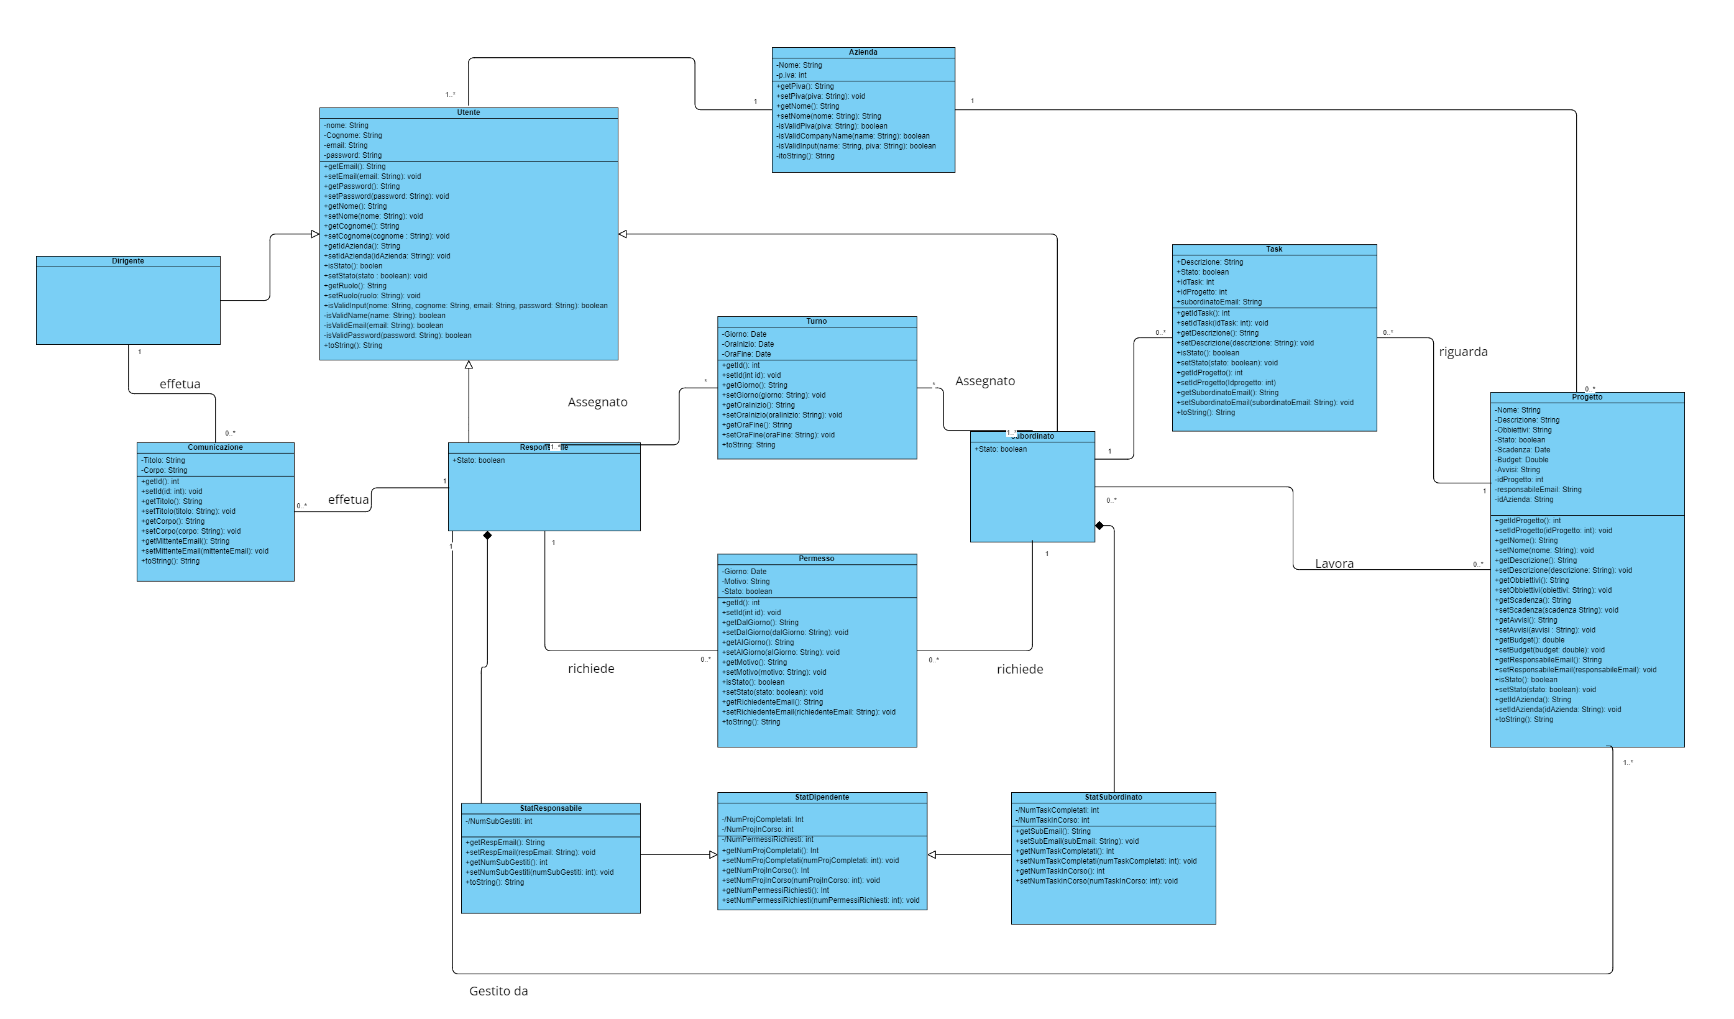 Azienda
-Nome: String
-p.iva: int
+getPiva(): String
+setPiva(piva: String): void
+getNome(): String
+setNome(nome: String): String
-isValidPiva(piva: String): boolean
-isValidCompanyName(name: String): boolean
-isValidInput(name: String, piva: String): boolean
-itoString(): String
1..*
1
1
Utente
-nome: String
-Cognome: String
-email: String
-password: String
+getEmail(): String
+setEmail(email: String): void
+getPassword(): String
+setPassword(password: String): void
+getNome(): String
+setNome(nome: String): void
+getCognome(): String
+setCognome(cognome : String): void
+getIdAzienda(): String
+setIdAzienda(idAzienda: String): void
+isStato(): boolen
+setStato(stato : boolean): void
+getRuolo(): String
+setRuolo(ruolo: String): void
+isValidInput(nome: String, cognome: String, email: String, password: String): boolean
-isValidName(name: String): boolean
-isValidEmail(email: String): boolean
-isValidPassword(password: String): boolean
+toString(): String
Dirigente
1
effetua
0..*
Task
+Descrizione: String
+Stato: boolean
+idTask: int
+idProgetto: int
+subordinatoEmail: String
+getIdTask(): int
+setIdTask(idTask: int): void
+getDescrizione(): String
+setDescrizione(descrizione: String): void
+isStato(): boolean
+setStato(stato: boolean): void
+getIdProgetto(): int
+setIdProgetto(idprogetto: int)
+getSubordinatoEmail(): String
+setSubordinatoEmail(subordinatoEmail: String): void
+toString(): String
0..*
0..*
riguarda
Turno
-Giorno: Date
-OraInizio: Date
-OraFine: Date
+getId(): int
+setId(int id): void
+getGiorno(): String
+setGiorno(giorno: String): void
+getOraInizio(): String
+setOraInizio(oraIinizio: String): void
+getOraFine(): String
+setOraFine(oraFine: String): void
+toString: String
*
Assegnato
*
Assegnato
0..*
Progetto
-Nome: String
-Descrizione: String
-Obbiettivi: String
-Stato: boolean
-Scadenza: Date
-Budget: Double
-Avvisi: String
-idProgetto: int
-responsabileEmail: String
-idAzienda: String
+getIdProgetto(): int
+setIdProgetto(idProgetto: int): void
+getNome(): String
+setNome(nome: String): void
+getDescrizione(): String
+setDescrizione(descrizione: String): void
+getObbiettivi(): String
+setObbiettivi(obiettivi: String): void
+getScadenza(): String
+setScadenza(scadenza String): void
+getAvvisi(): String
+setAvvisi(avvisi : String): void
+getBudget(): double
+setBudget(budget: double): void
+getResponsabileEmail(): String
+setResponsabileEmail(responsabileEmail): void
+isStato(): boolean
+setStato(stato: boolean): void
+getIdAzienda(): String
+setIdAzienda(idAzienda: String): void
+toString(): String
1
1..*
Comunicazione
-Titolo: String
-Corpo: String
+getId(): int
+setId(id: int): void
+getTitolo(): String
+setTitolo(titolo: String): void
+getCorpo(): String
+setCorpo(corpo: String): void
+getMittenteEmail(): String
+setMittenteEmail(mittenteEmail): void
+toString(): String
0..*
effetua
1
1..*
+Stato: boolean
1
1
Subordinato
+Stato: boolean
1
0..*
1
Lavora
0..*
Permesso
-Giorno: Date
-Motivo: String
-Stato: boolean
+getId(): int
+setId(int id): void
+getDalGiorno(): String
+setDalGiorno(dalGiorno: String): void
+getAlGiorno(): String
+setAlGiorno(alGiorno: String): void
+getMotivo(): String
+setMotivo(motivo: String): void
+isStato(): boolean
+setStato(stato: boolean): void
+getRichiedenteEmail(): String
+setRichiedenteEmail(richiedenteEmail: String): void
+toString(): String
0..*
richiede
0..*
richiede
StatResponsabile
-/NumSubGestiti: int
+getRespEmail(): String
+setRespEmail(respEmail: String): void
+getNumSubGestiti(): int
+setNumSubGestiti(numSubGestiti: int): void
+toString(): String
StatDipendente
-/NumProjCompletati: Int
-/NumProjInCorso: int
-/NumPermessiRichiesti: int
+getNumProjCompletati(): Int
+setNumProjCompletati(numProjCompletati: int): void
+getNumProjInCorso(): Int
+setNumProjInCorso(numProjInCorso: int): void
+getNumPermessiRichiesti(): Int
+setNumPermessiRichiesti(numPermessiRichiesti: int): void
StatSubordinato
-/NumTaskCompletati: int
-/NumTaskInCorso: int
+getSubEmail(): String
+setSubEmail(subEmail: String): void
+getNumTaskCompletati(): int
+setNumTaskCompletati(numTaskCompletati: int): void
+getNumTaskInCorso(): int
+setNumTaskInCorso(numTaskInCorso: int): void
Gestito da